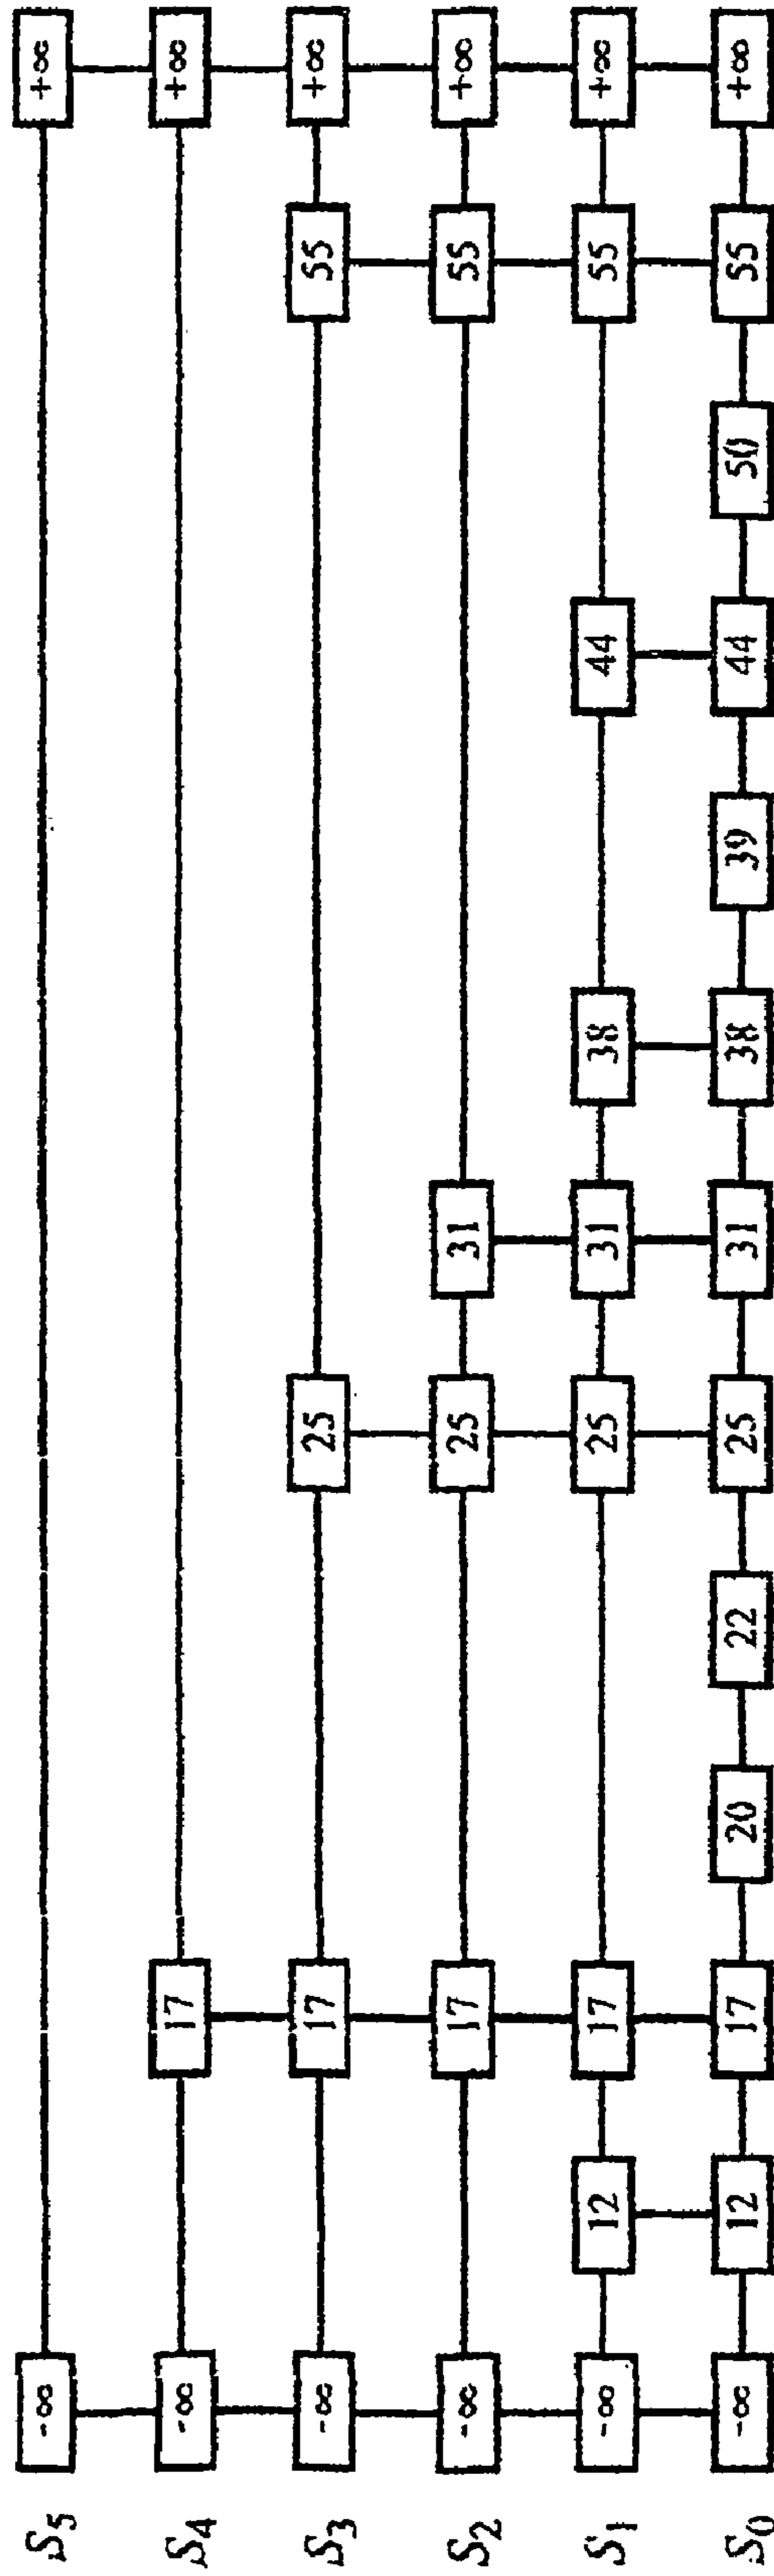 S5 -∞ +∞
S4 -∞ 17 +∞
S3 -∞ 17 25 55 +∞
S2 -∞ 17 25 31 55 +∞
S1 -∞ 12 17 25 31 38 44 55 +∞
S0 -∞ 12 17 20 22 25 31 38 39 44 50 55 +∞